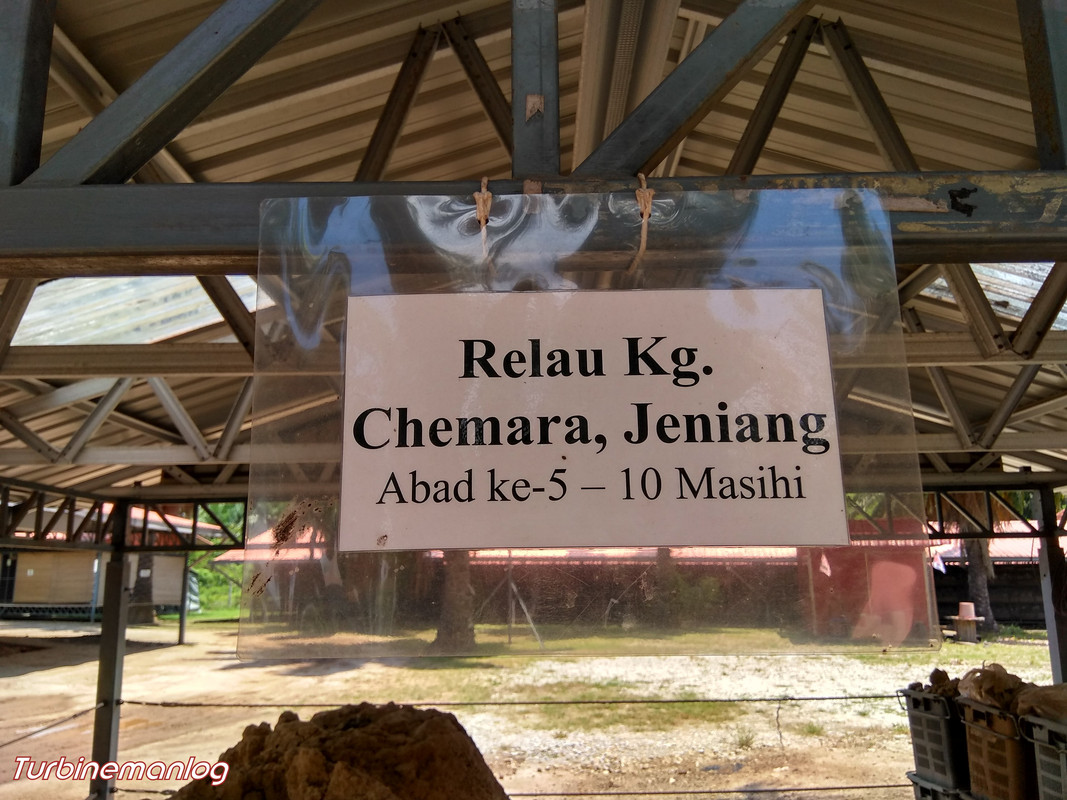 Relau Kg.
Chemara, Jeniang
Abad ke-5 – 10 Masihi
Turbinemanlog